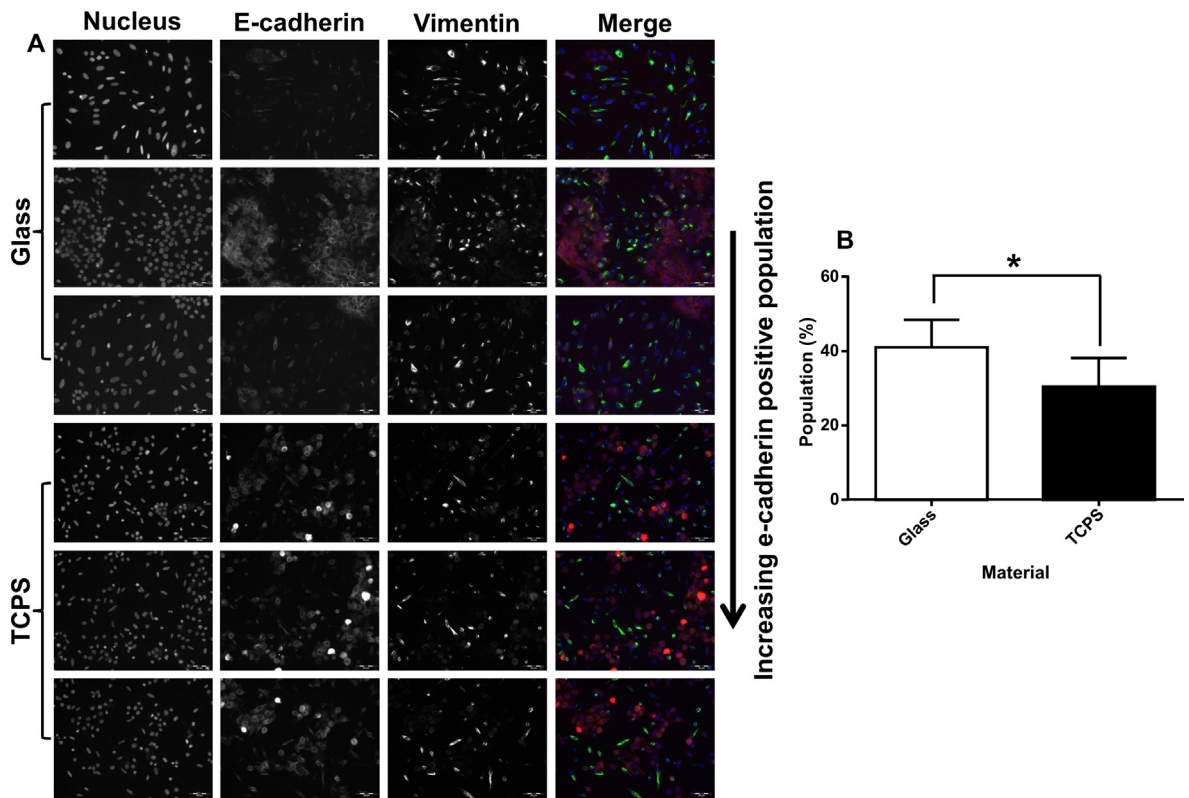 Nucleus E-cadherin Vimentin Merge
A
Glass
TCPS
Increasing e-cadherin positive population
B
*
60
40
20
0
Population (%)
Glass TCPS
Material